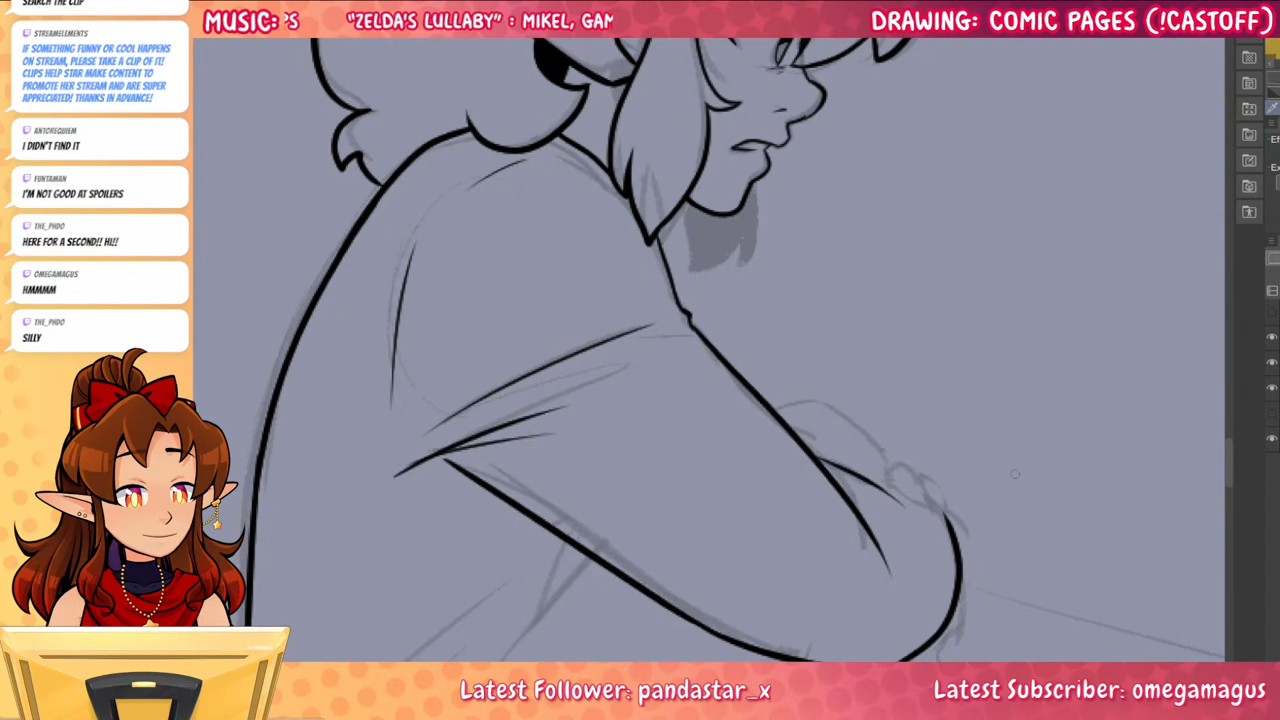 SEARCH THE CLIP
STREAMELEMENTS
IF SOMETHING FUNNY OR COOL HAPPENS
ON STREAM, PLEASE TAKE A CLIP OF IT!
CLIPS HELP STAR MAKE CONTENT TO
PROMOTE HER STREAM AND ARE SUPER
APPRECIATED! THANKS IN ADVANCE!
ANTOREQUIEM
I DIDN'T FIND IT
FUNTAMAN
I'M NOT GOOD AT SPOILERS
THE_PHDO
HERE FOR A SECOND!! HI!!
OMEGAMAGUS
HMMMM
THE_PHDO
SILLY
MUSIC: 'S "ZELDA'S LULLABY" : MIKEL, GAM
DRAWING: COMIC PAGES (!CASTOFF)
Latest Follower: pandastar_x
Latest Subscriber: omegamagus